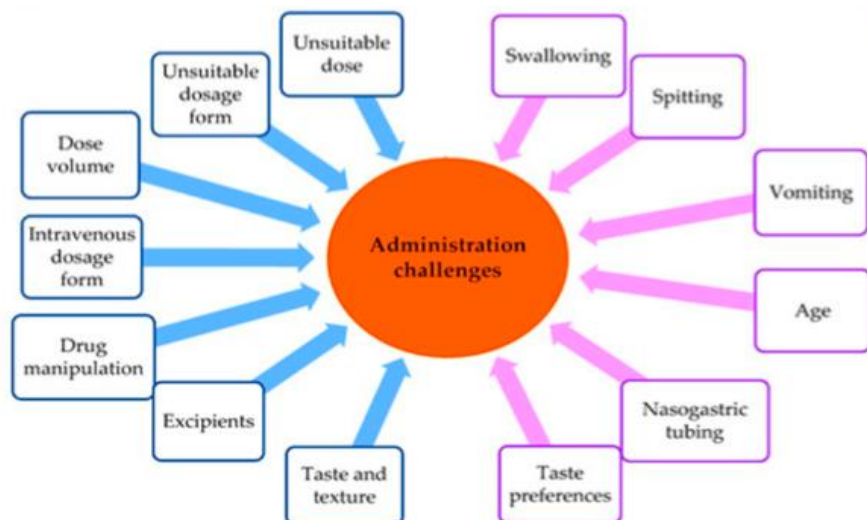 Unsuitable
dose
Unsuitable
dosage
form
Dose
volume
Intravenous
dosage
form
Drug
manipulation
Excipients
Taste and
texture
Administration
challenges
Swallowing
Spitting
Vomiting
Age
Nasogastric
tubing
Taste
preferences